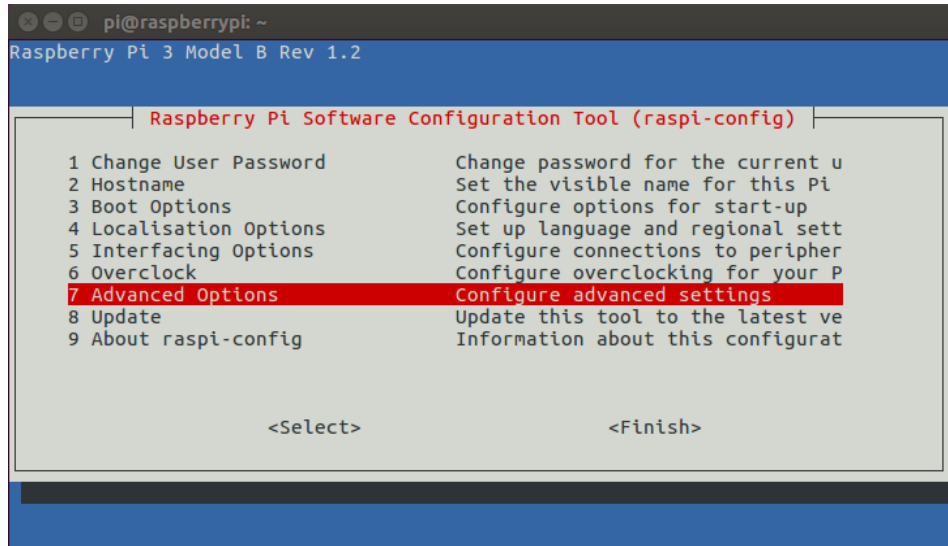 pi@raspberrypi: ~
Raspberry Pi 3 Model B Rev 1.2
Raspberry Pi Software Configuration Tool (raspi-config)
1 Change User Password Change password for the current u
2 Hostname Set the visible name for this Pi
3 Boot Options Configure options for start-up
4 Localisation Options Set up language and regional sett
5 Interfacing Options Configure connections to peripher
6 Overclock Configure overclocking for your P
7 Advanced Options Configure advanced settings
8 Update Update this tool to the latest ve
9 About raspi-config Information about this configurat
<Select> <Finish>